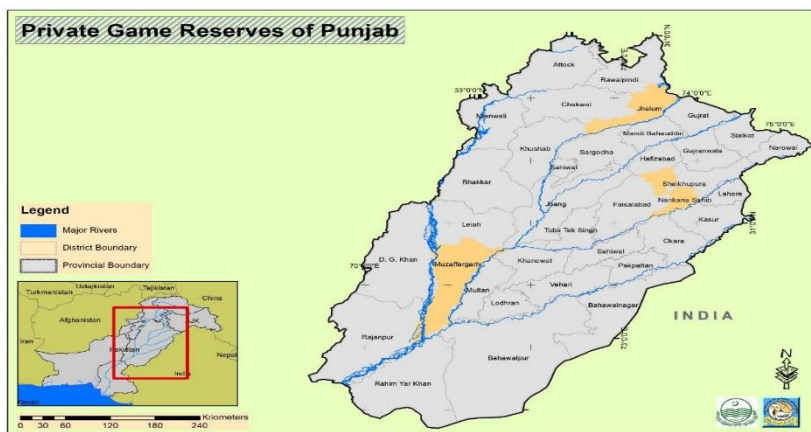 Private Game Reserves of Punjab
Attock
Rawalpindi
33°0'0"N
74°0'0"E
Chakwal
Jhelum
Mianwali
Gujrat
75°0'0"E
Mandi Bahauddin
Sialkot
Khushab
Sargodha
Gujranwala
Narowal
Hafizabad
Sahiwal
Bhakkar
Sheikhupura
Jhang
Faisalabad
Nankana Sahib
Lahore
Kasur
Leiah
Toba Tek Singh
Okara
D. G. Khan
Muzaffargarh
Khanewal
Sahiwal
Pakpattan
Multan
Vehari
Lodhran
Bahawalnagar
Rajanpur
INDIA
Bahawalpur
Rahim Yar Khan
Legend
Major Rivers
District Boundary
Provincial Boundary
Uzbekistan
Tajikistan
Turkmenistan
China
Afghanistan
Iran
Pakistan
Nepal
India
Oman
Kilometers
0 30 60 120 180 240
N